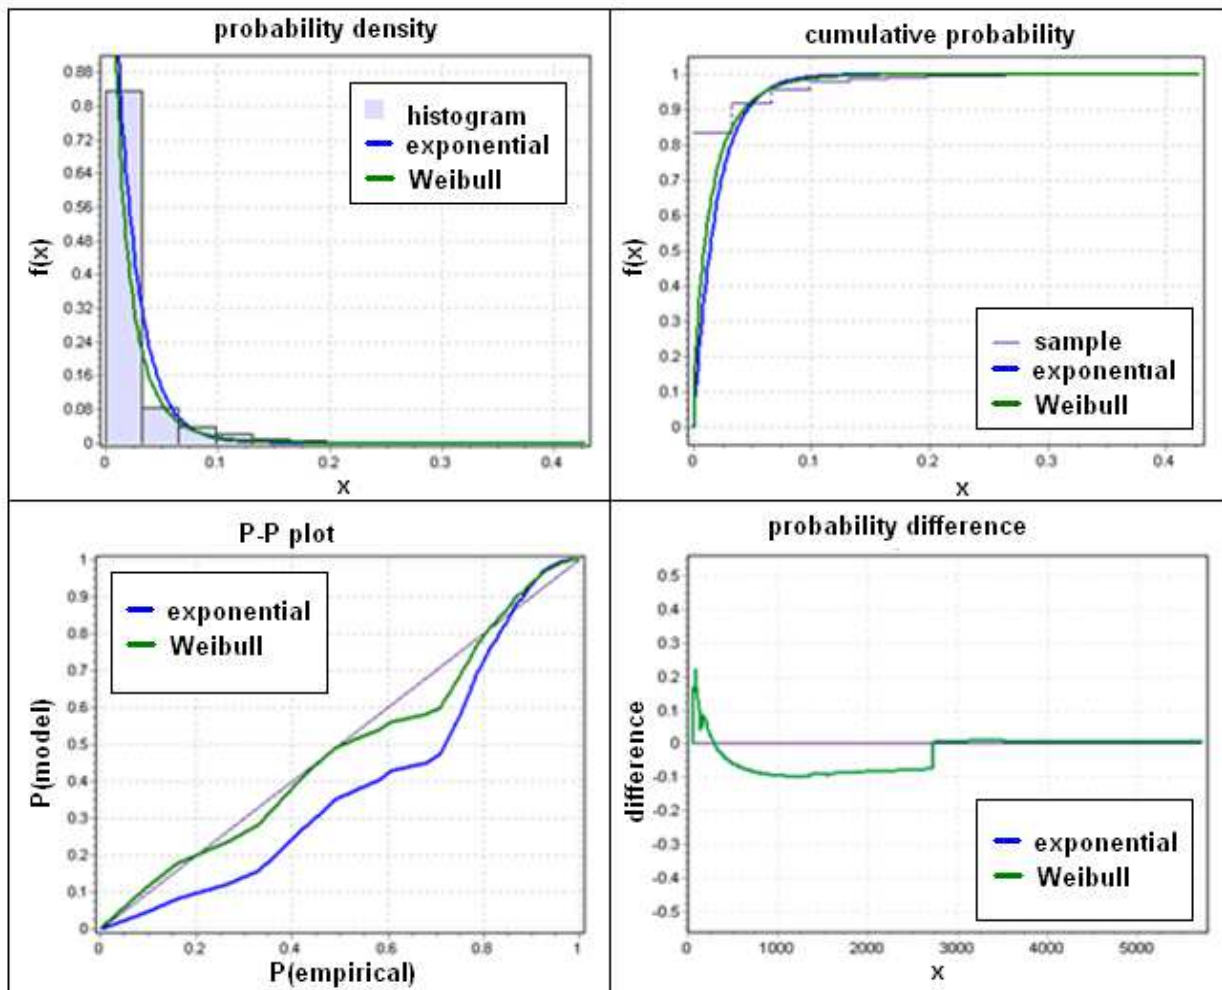 probability density
0.88
0.8
0.72
0.64
0.56
0.48
0.4
0.32
0.24
0.16
0.08
0
f(x)
histogram
exponential
Weibull
0 0.1 0.2 0.3 0.4
x
cumulative probability
1
0.9
0.8
0.7
0.6
0.5
0.4
0.3
0.2
0.1
0
f(x)
sample
exponential
Weibull
0 0.1 0.2 0.3 0.4
x
P-P plot
1
0.9
0.8
0.7
0.6
0.5
0.4
0.3
0.2
0.1
0
P(model)
exponential
Weibull
0 0.2 0.4 0.6 0.8 1
P(empirical)
probability difference
0.5
0.4
0.3
0.2
0.1
0
-0.1
-0.2
-0.3
-0.4
-0.5
difference
exponential
Weibull
0 1000 2000 3000 4000 5000
x